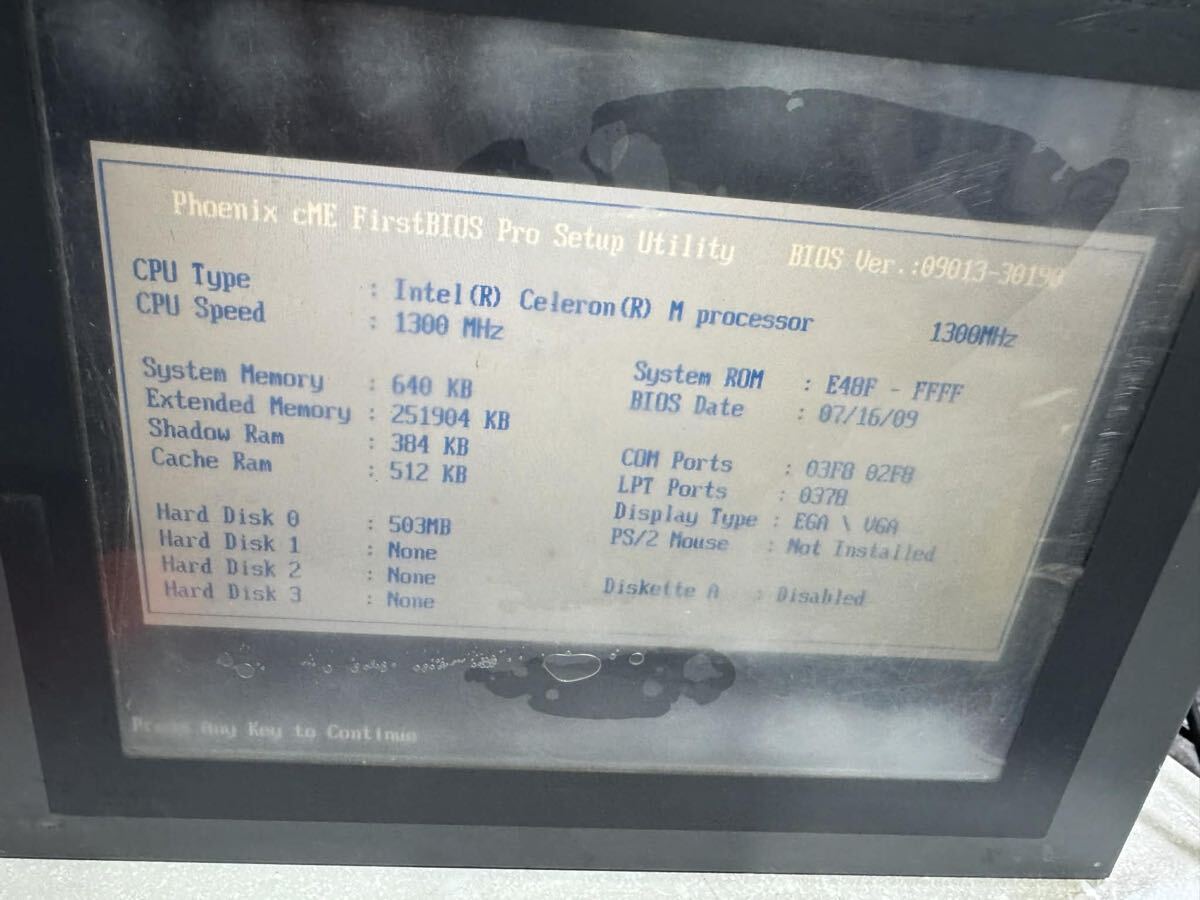 Phoenix cME FirstBIOS Pro Setup Utility BIOS Ver.:09013-30190
CPU Type : Intel(R) Celeron(R) M processor 1300MHz
CPU Speed : 1300 MHz
System Memory : 640 KB System ROM : E48F - FFFF
Extended Memory : 251904 KB BIOS Date : 07/16/09
Shadow Ram : 384 KB
Cache Ram : 512 KB COM Ports : 03F8 02F8
LPT Ports : 0378
Hard Disk 0 : 503MB Display Type : EGA \ VGA
Hard Disk 1 : None PS/2 Mouse : Not Installed
Hard Disk 2 : None
Hard Disk 3 : None Diskette A : Disabled
Press Any Key to Continue